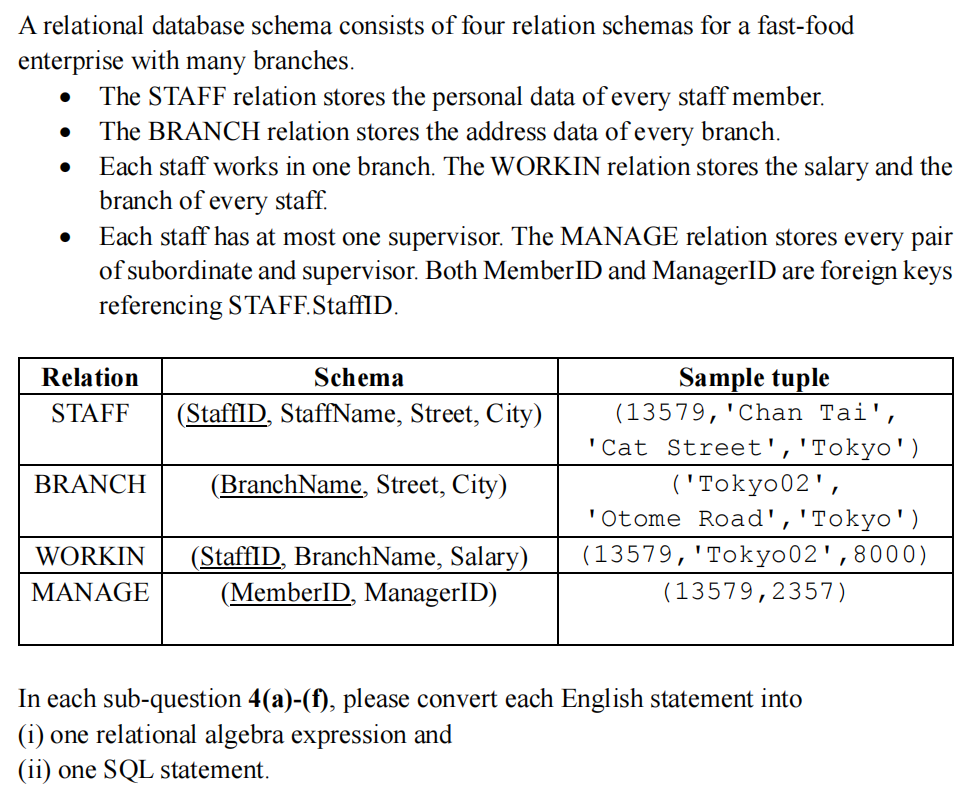 A relational database schema consists of four relation schemas for a fast-food
enterprise with many branches.
• The STAFF relation stores the personal data of every staff member.
• The BRANCH relation stores the address data of every branch.
• Each staff works in one branch. The WORKIN relation stores the salary and the
branch of every staff.
• Each staff has at most one supervisor. The MANAGE relation stores every pair
of subordinate and supervisor. Both MemberID and ManagerID are foreign keys
referencing STAFF.StaffID.
Relation Schema Sample tuple
STAFF (StaffID, StaffName, Street, City) (13579,'Chan Tai',
'Cat Street','Tokyo')
BRANCH (BranchName, Street, City) ('Tokyo02',
'Otome Road','Tokyo')
WORKIN (StaffID, BranchName, Salary) (13579,'Tokyo02',8000)
MANAGE (MemberID, ManagerID) (13579,2357)
In each sub-question 4(a)-(f), please convert each English statement into
(i) one relational algebra expression and
(ii) one SQL statement.